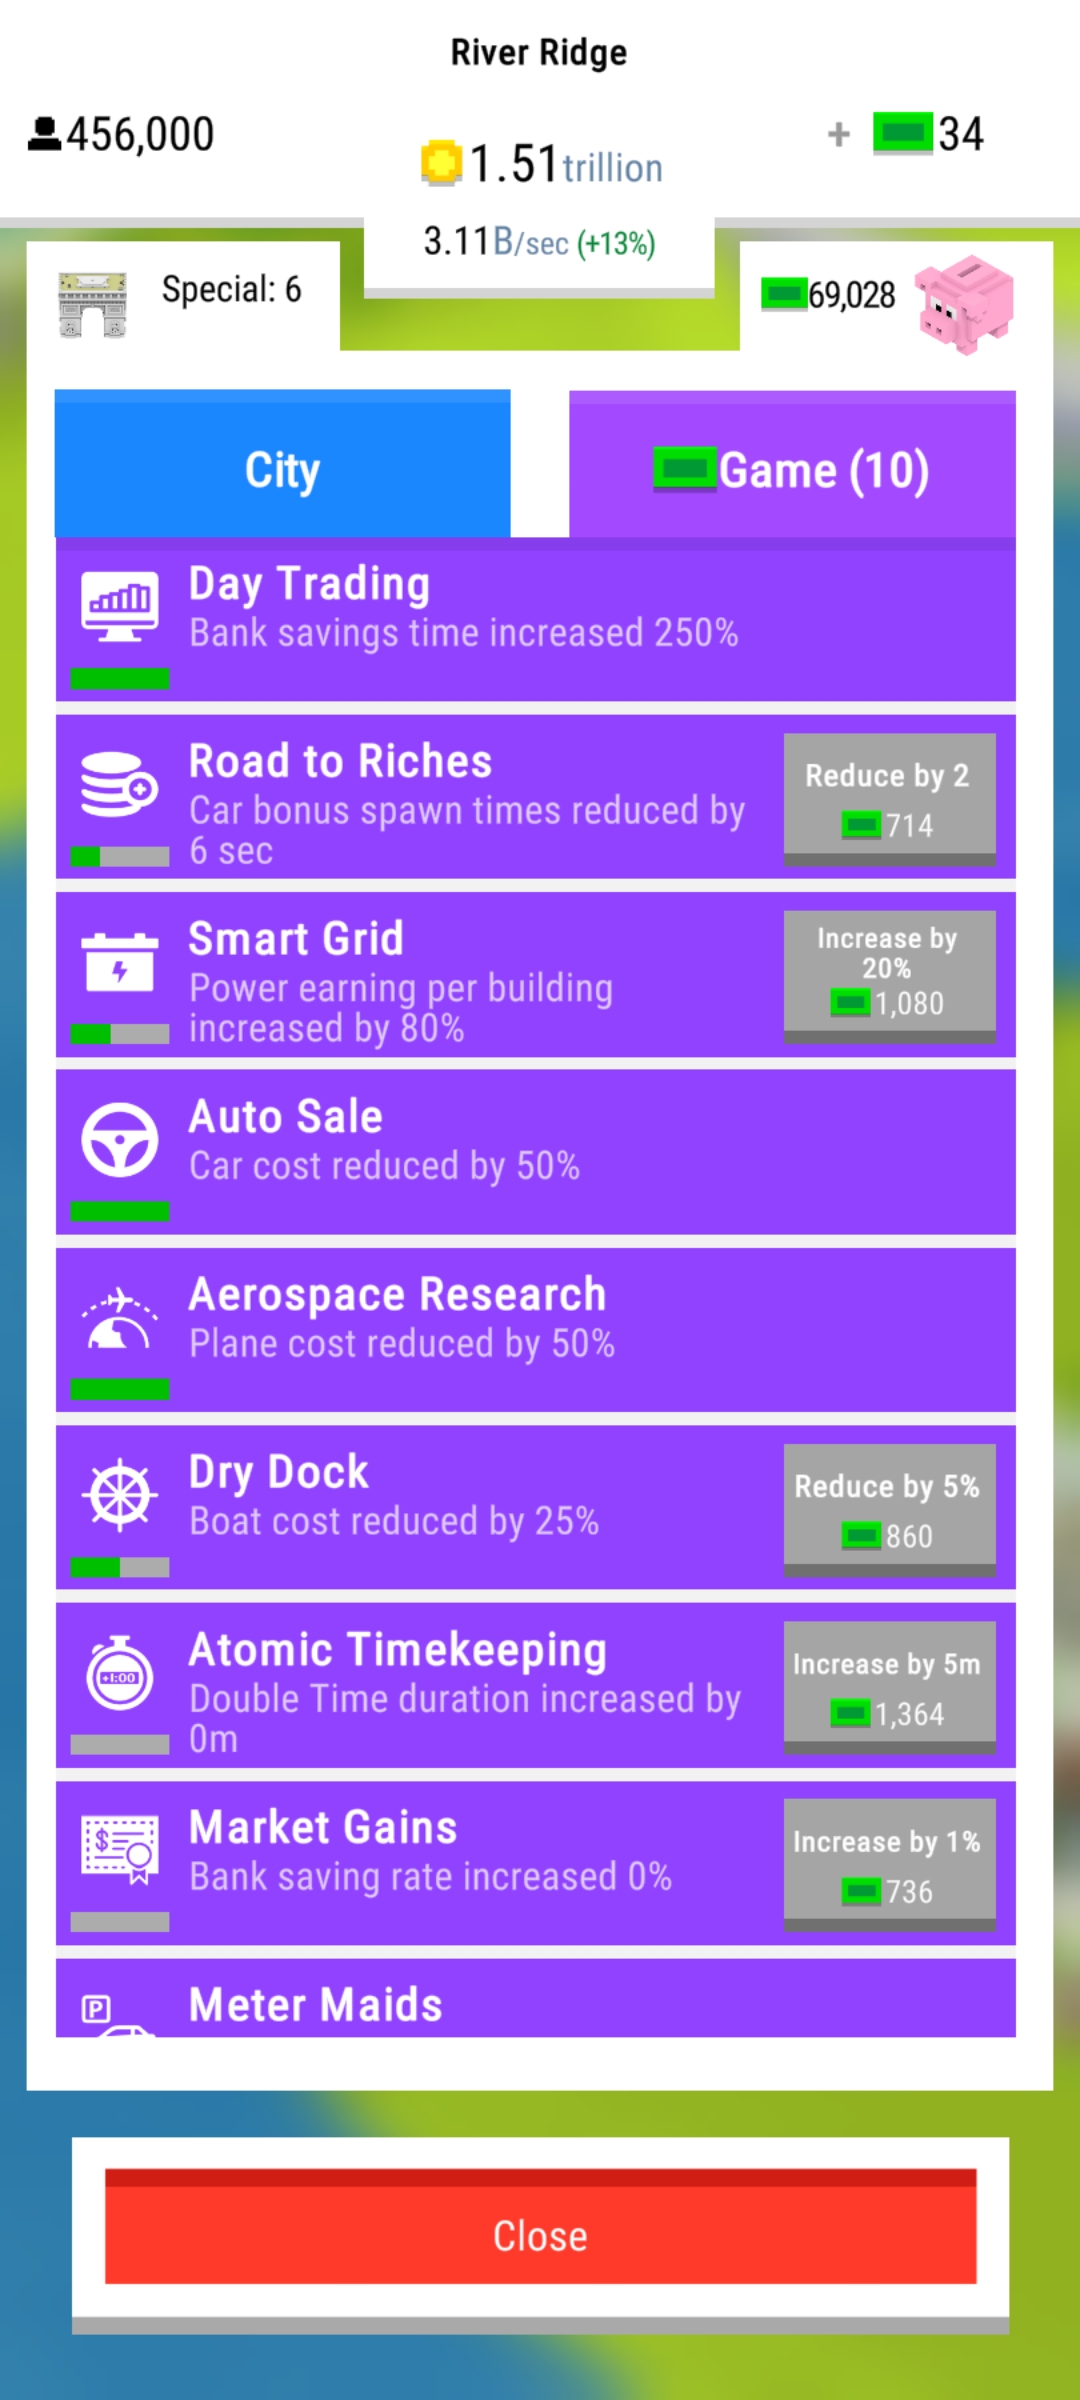 River Ridge
456,000
+ 34
1.51trillion
3.11B/sec (+13%)
Special: 6
69,028
City
Game (10)
Day Trading
Bank savings time increased 250%
Road to Riches
Car bonus spawn times reduced by
6 sec
Reduce by 2
714
Smart Grid
Power earning per building
increased by 80%
Increase by
20%
1,080
Auto Sale
Car cost reduced by 50%
Aerospace Research
Plane cost reduced by 50%
Dry Dock
Boat cost reduced by 25%
Reduce by 5%
860
+1:00
Atomic Timekeeping
Double Time duration increased by
0m
Increase by 5m
1,364
$
Market Gains
Bank saving rate increased 0%
Increase by 1%
736
P
Meter Maids
Close